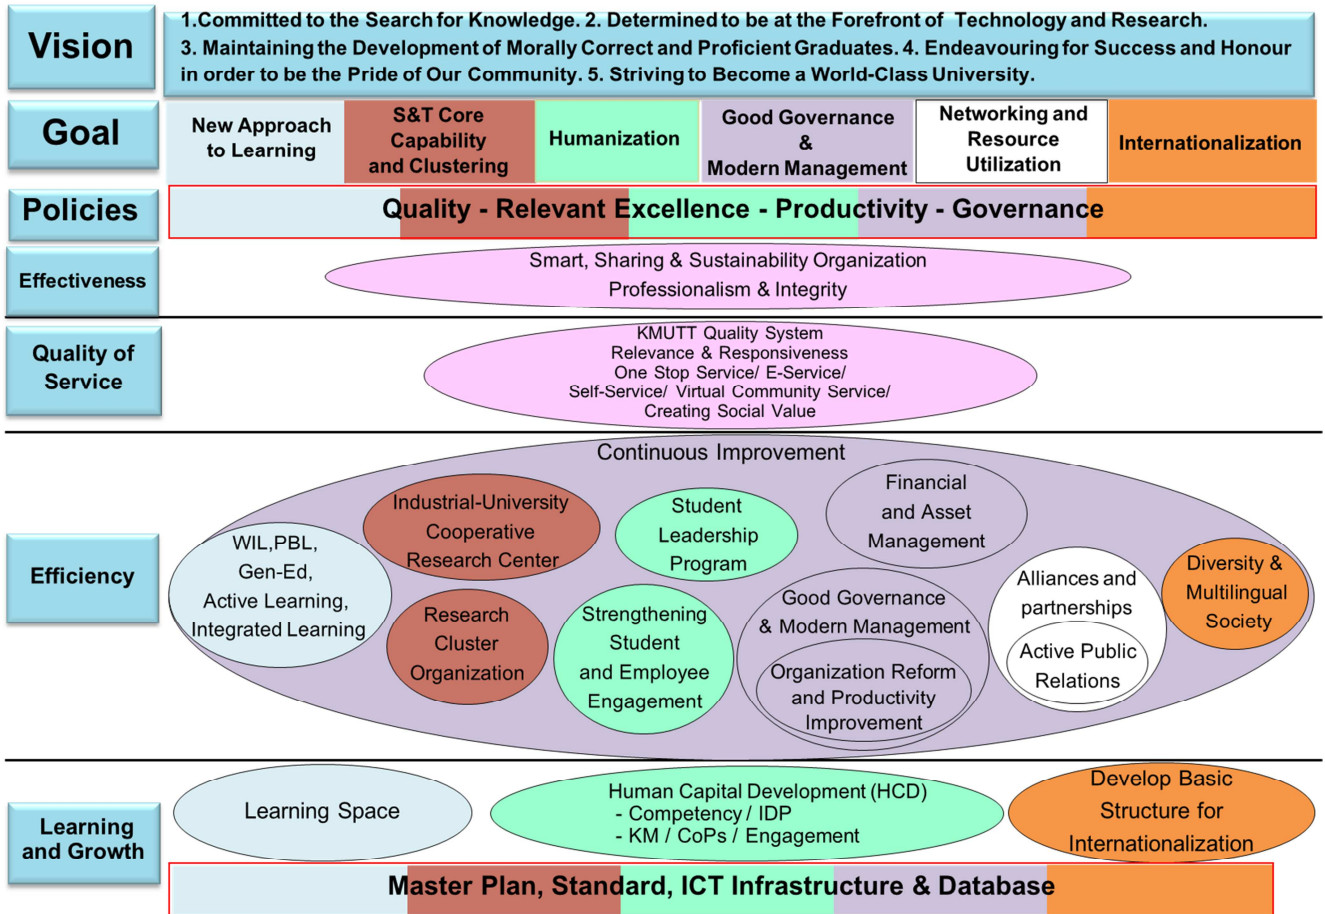 Vision
1.Committed to the Search for Knowledge. 2. Determined to be at the Forefront of Technology and Research.
3. Maintaining the Development of Morally Correct and Proficient Graduates. 4. Endeavouring for Success and Honour
in order to be the Pride of Our Community. 5. Striving to Become a World-Class University.
Goal
New Approach
to Learning
S&T Core
Capability
and Clustering
Humanization
Good Governance
&
Modern Management
Networking and
Resource
Utilization
Internationalization
Policies
Quality - Relevant Excellence - Productivity - Governance
Effectiveness
Smart, Sharing & Sustainability Organization
Professionalism & Integrity
Quality of
Service
KMUTT Quality System
Relevance & Responsiveness
One Stop Service/ E-Service/
Self-Service/ Virtual Community Service/
Creating Social Value
Efficiency
Continuous Improvement
WIL,PBL,
Gen-Ed,
Active Learning,
Integrated Learning
Industrial-University
Cooperative
Research Center
Research
Cluster
Organization
Student
Leadership
Program
Strengthening
Student
and Employee
Engagement
Financial
and Asset
Management
Good Governance
& Modern Management
Organization Reform
and Productivity
Improvement
Alliances and
partnerships
Active Public
Relations
Diversity &
Multilingual
Society
Learning
and Growth
Learning Space
Human Capital Development (HCD)
- Competency / IDP
- KM / CoPs / Engagement
Develop Basic
Structure for
Internationalization
Master Plan, Standard, ICT Infrastructure & Database